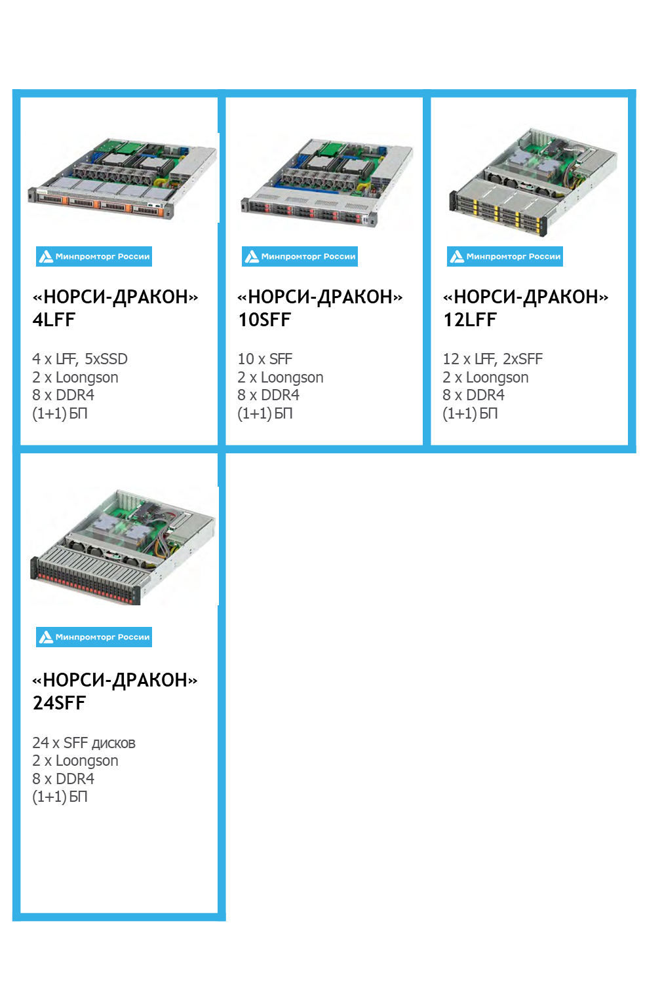 Минпромторг России
«НОРСИ-ДРАКОН»
4LFF
4 x LFF, 5xSSD
2 x Loongson
8 x DDR4
(1+1) БП
Минпромторг России
«НОРСИ-ДРАКОН»
10SFF
10 x SFF
2 x Loongson
8 x DDR4
(1+1) БП
Минпромторг России
«НОРСИ-ДРАКОН»
12LFF
12 x LFF, 2xSFF
2 x Loongson
8 x DDR4
(1+1) БП
Минпромторг России
«НОРСИ-ДРАКОН»
24SFF
24 x SFF дисков
2 x Loongson
8 x DDR4
(1+1) БП